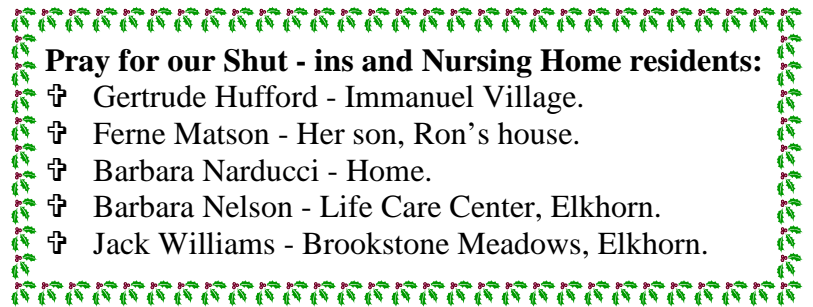 Pray for our Shut - ins and Nursing Home residents:
✞ Gertrude Hufford - Immanuel Village.
✞ Ferne Matson - Her son, Ron’s house.
✞ Barbara Narducci - Home.
✞ Barbara Nelson - Life Care Center, Elkhorn.
✞ Jack Williams - Brookstone Meadows, Elkhorn.